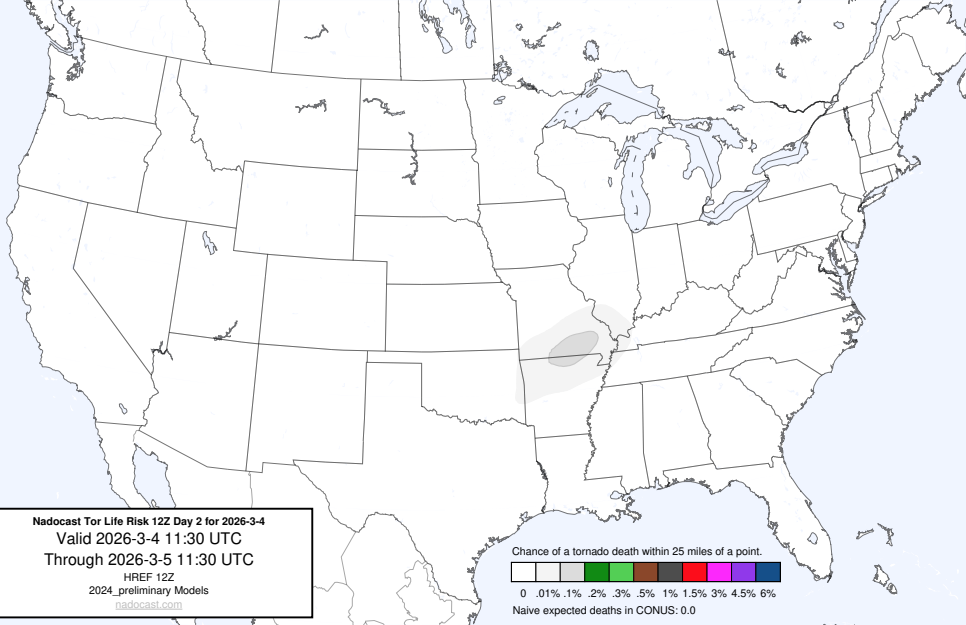 Nadocast Tor Life Risk 12Z Day 2 for 2026-3-4
Valid 2026-3-4 11:30 UTC
Through 2026-3-5 11:30 UTC
HREF 12Z
2024_preliminary Models
nadocast.com
Chance of a tornado death within 25 miles of a point.
0 .01% .1% .2% .3% .5% 1% 1.5% 3% 4.5% 6%
Naive expected deaths in CONUS: 0.0